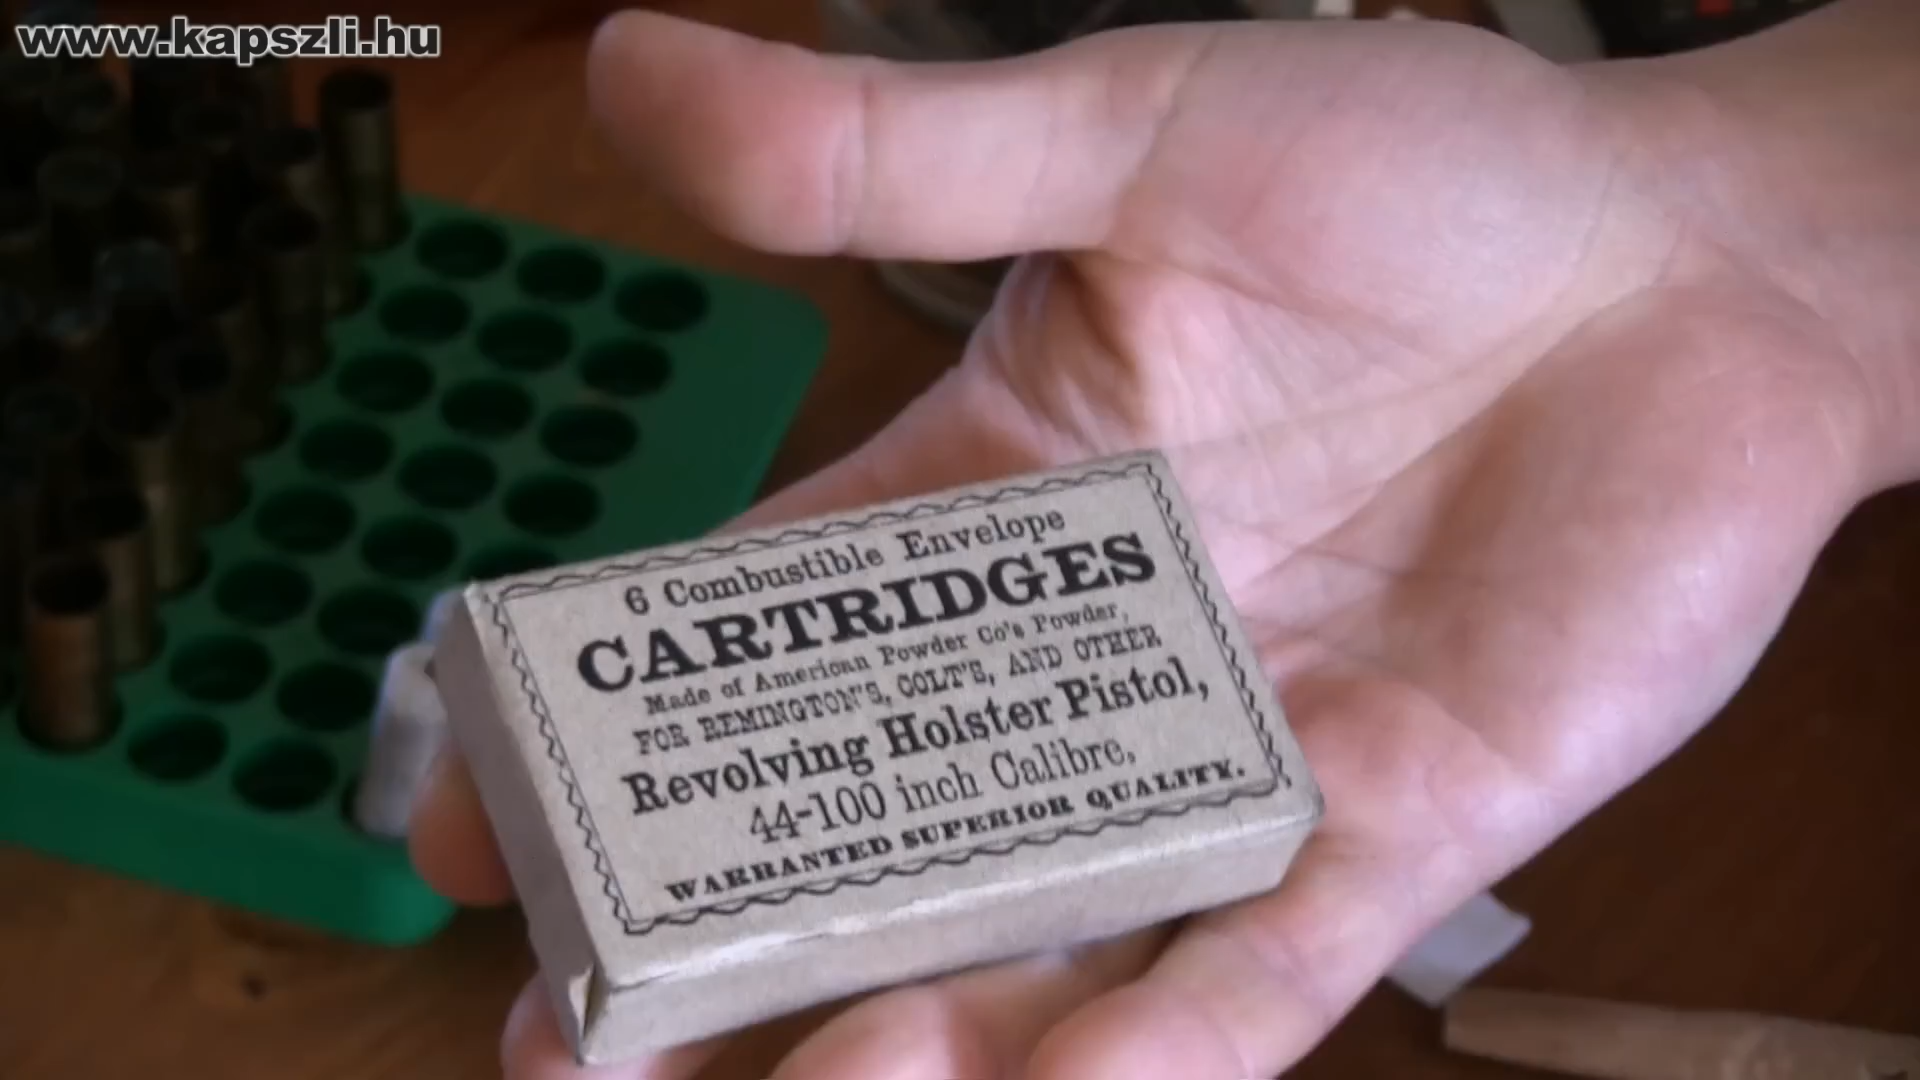 www.kapszli.hu
6 Combustible Envelope
CARTRIDGES
Made of American Powder Co's Powder,
FOR REMINGTON'S, COLT'S, AND OTHER
Revolving Holster Pistol,
44-100 inch Calibre,
WARRANTED SUPERIOR QUALITY.